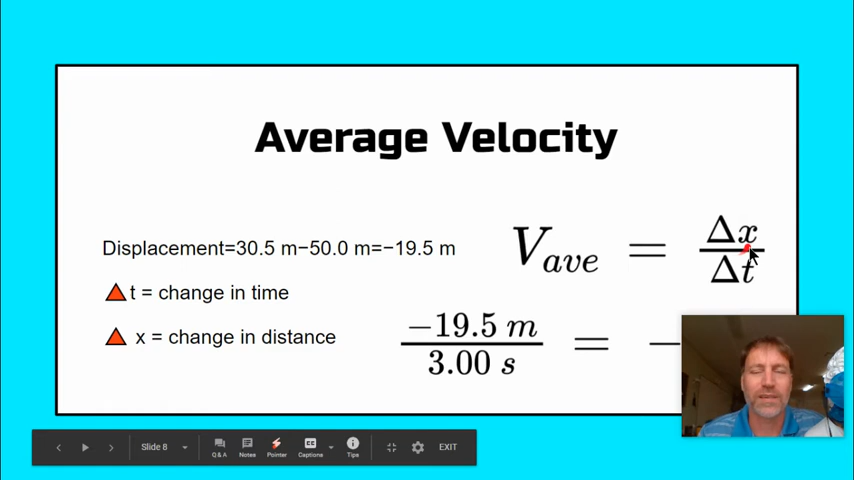 Average Velocity
Displacement=30.5 m−50.0 m=−19.5 m
t = change in time
x = change in distance
V_ave = Δx/Δt
−19.5 m / 3.00 s = −
Slide 8
Q & A
Notes
Pointer
Captions
Tips
EXIT